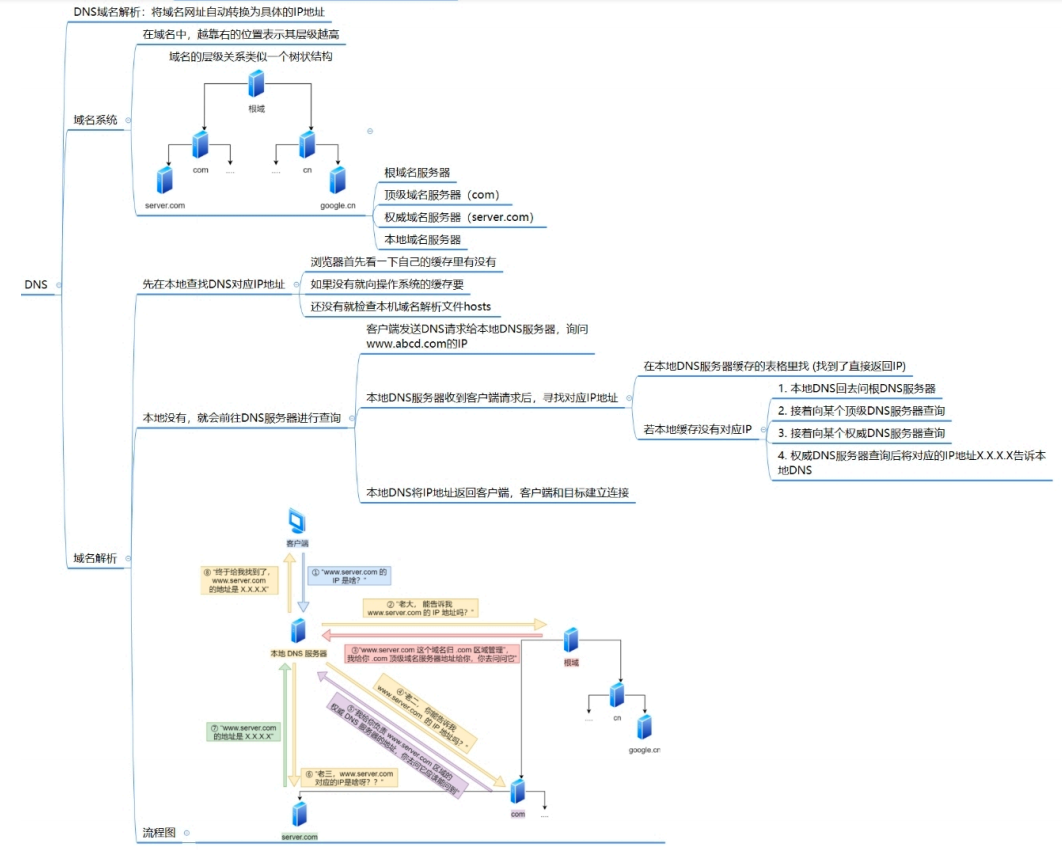 DNS
DNS域名解析：将域名网址自动转换为具体的IP地址
域名系统
在域名中，越靠右的位置表示其层级越高
域名的层级关系类似一个树状结构
根域
com
....
....
cn
server.com
google.cn
根域名服务器
顶级域名服务器（com）
权威域名服务器（server.com）
本地域名服务器
域名解析
先在本地查找DNS对应IP地址
浏览器首先看一下自己的缓存里有没有
如果没有就向操作系统的缓存要
还没有就检查本机域名解析文件hosts
本地没有，就会前往DNS服务器进行查询
客户端发送DNS请求给本地DNS服务器，询问
www.abcd.com的IP
本地DNS服务器收到客户端请求后，寻找对应IP地址
在本地DNS服务器缓存的表格里找 (找到了直接返回IP)
若本地缓存没有对应IP
1. 本地DNS回去问根DNS服务器
2. 接着向某个顶级DNS服务器查询
3. 接着向某个权威DNS服务器查询
4. 权威DNS服务器查询后将对应的IP地址X.X.X.X告诉本
地DNS
本地DNS将IP地址返回客户端，客户端和目标建立连接
流程图
客户端
⑧ “终于给我找到了，
www.server.com
的地址是 X.X.X.X”
① “www.server.com 的
IP 是啥？”
② “老大， 能告诉我
www.server.com 的 IP 地址吗？”
本地 DNS 服务器
③“www.server.com 这个域名归 .com 区域管理”，
我给你 .com 顶级域名服务器地址给你，你去问问它”
根域
④“老二，你能告诉我
www.server.com 的 IP 地址吗？”
⑤“我给你负责 www.server.com 区域的
权威 DNS 服务器的地址，你去问它应该能问到”
....
cn
google.cn
⑦ “www.server.com
的地址是 X.X.X.X”
⑥ “老三，www.server.com
对应的IP是啥呀？？”
com
....
server.com